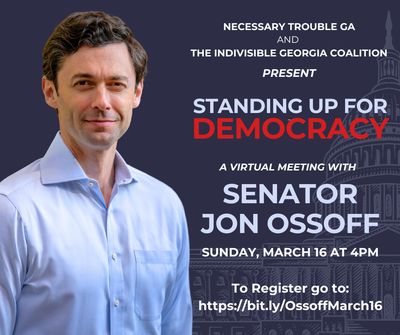 NECESSARY TROUBLE GA
AND
THE INDIVISIBLE GEORGIA COALITION
PRESENT
STANDING UP FOR
DEMOCRACY
A VIRTUAL MEETING WITH
SENATOR
JON OSSOFF
SUNDAY, MARCH 16 AT 4PM
To Register go to:
https://bit.ly/OssoffMarch16